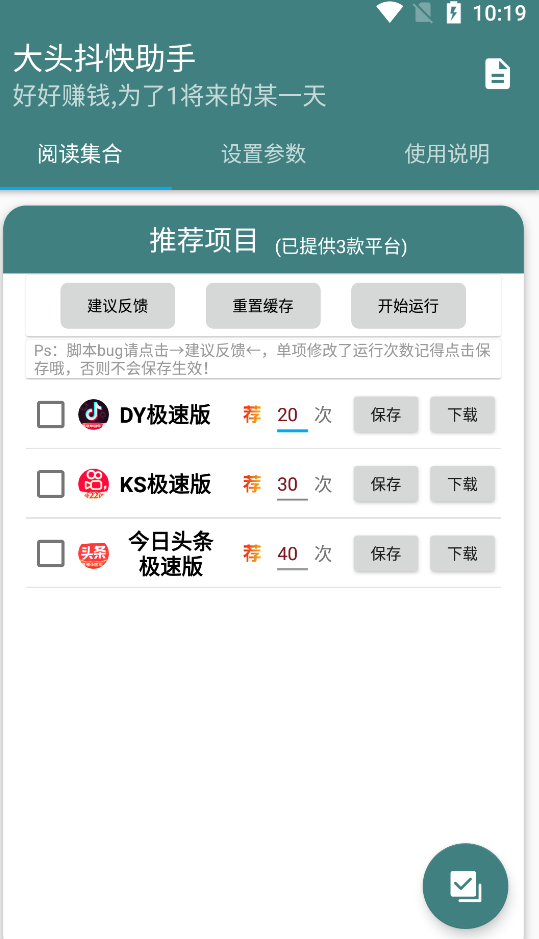 10:19
大头抖快助手
好好赚钱,为了1将来的某一天
阅读集合 设置参数 使用说明
推荐项目 (已提供3款平台)
建议反馈 重置缓存 开始运行
Ps：脚本bug请点击→建议反馈←，单项修改了运行次数记得点击保
存哦，否则不会保存生效！
DY极速版 荐 20 次 保存 下载
KS极速版 荐 30 次 保存 下载
头条 今日头条
极速版 荐 40 次 保存 下载